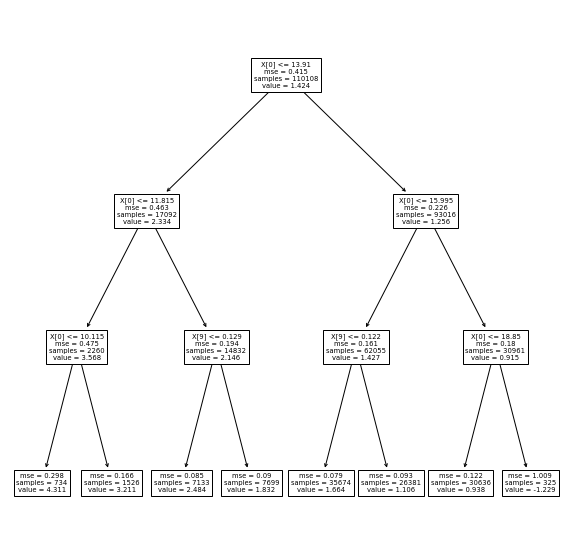 X[0] <= 13.91
mse = 0.415
samples = 110108
value = 1.424
X[0] <= 11.815
mse = 0.463
samples = 17092
value = 2.334
X[0] <= 15.995
mse = 0.226
samples = 93016
value = 1.256
X[0] <= 10.115
mse = 0.475
samples = 2260
value = 3.568
X[9] <= 0.129
mse = 0.194
samples = 14832
value = 2.146
X[9] <= 0.122
mse = 0.161
samples = 62055
value = 1.427
X[0] <= 18.85
mse = 0.18
samples = 30961
value = 0.915
mse = 0.298
samples = 734
value = 4.311
mse = 0.166
samples = 1526
value = 3.211
mse = 0.085
samples = 7133
value = 2.484
mse = 0.09
samples = 7699
value = 1.832
mse = 0.079
samples = 35674
value = 1.664
mse = 0.093
samples = 26381
value = 1.106
mse = 0.122
samples = 30636
value = 0.938
mse = 1.009
samples = 325
value = -1.229